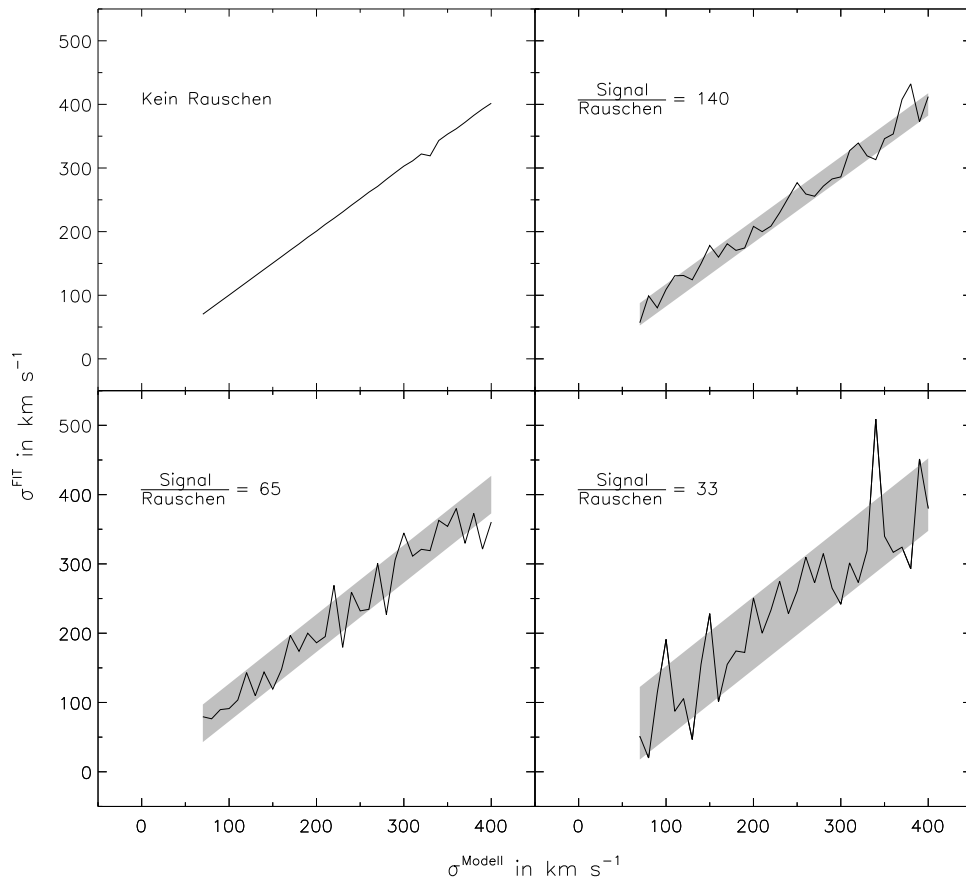 500
400
300
200
100
0
Kein Rauschen
Signal
Rauschen = 140
500
400
300
200
100
0
Signal
Rauschen = 65
Signal
Rauschen = 33
σ^FIT in km s⁻¹
0 100 200 300 400 0 100 200 300 400
σ^Modell in km s⁻¹